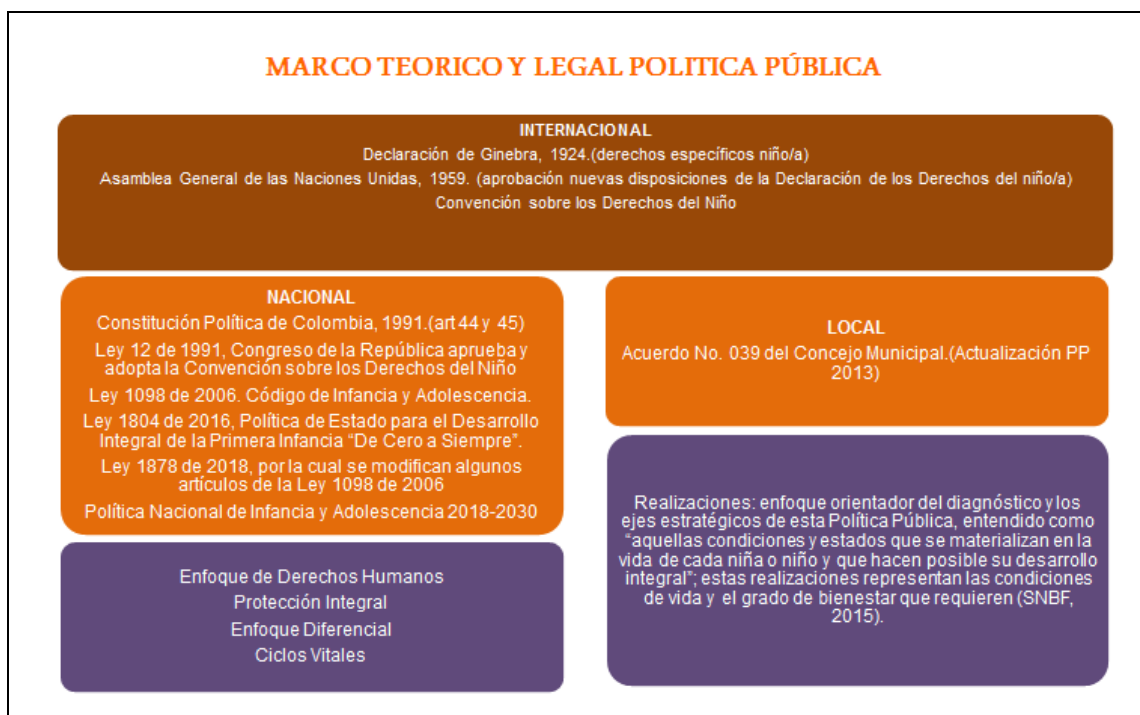 MARCO TEORICO Y LEGAL POLITICA PÚBLICA
INTERNACIONAL
Declaración de Ginebra, 1924.(derechos específicos niño/a)
Asamblea General de las Naciones Unidas, 1959. (aprobación nuevas disposiciones de la Declaración de los Derechos del niño/a)
Convención sobre los Derechos del Niño
NACIONAL
Constitución Política de Colombia, 1991.(art 44 y 45)
Ley 12 de 1991, Congreso de la República aprueba y
adopta la Convención sobre los Derechos del Niño
Ley 1098 de 2006. Código de Infancia y Adolescencia.
Ley 1804 de 2016, Política de Estado para el Desarrollo
Integral de la Primera Infancia “De Cero a Siempre”.
Ley 1878 de 2018, por la cual se modifican algunos
artículos de la Ley 1098 de 2006
Política Nacional de Infancia y Adolescencia 2018-2030
LOCAL
Acuerdo No. 039 del Concejo Municipal.(Actualización PP
2013)
Enfoque de Derechos Humanos
Protección Integral
Enfoque Diferencial
Ciclos Vitales
Realizaciones: enfoque orientador del diagnóstico y los
ejes estratégicos de esta Política Pública, entendido como
“aquellas condiciones y estados que se materializan en la
vida de cada niña o niño y que hacen posible su desarrollo
integral”; estas realizaciones representan las condiciones
de vida y el grado de bienestar que requieren (SNBF,
2015).